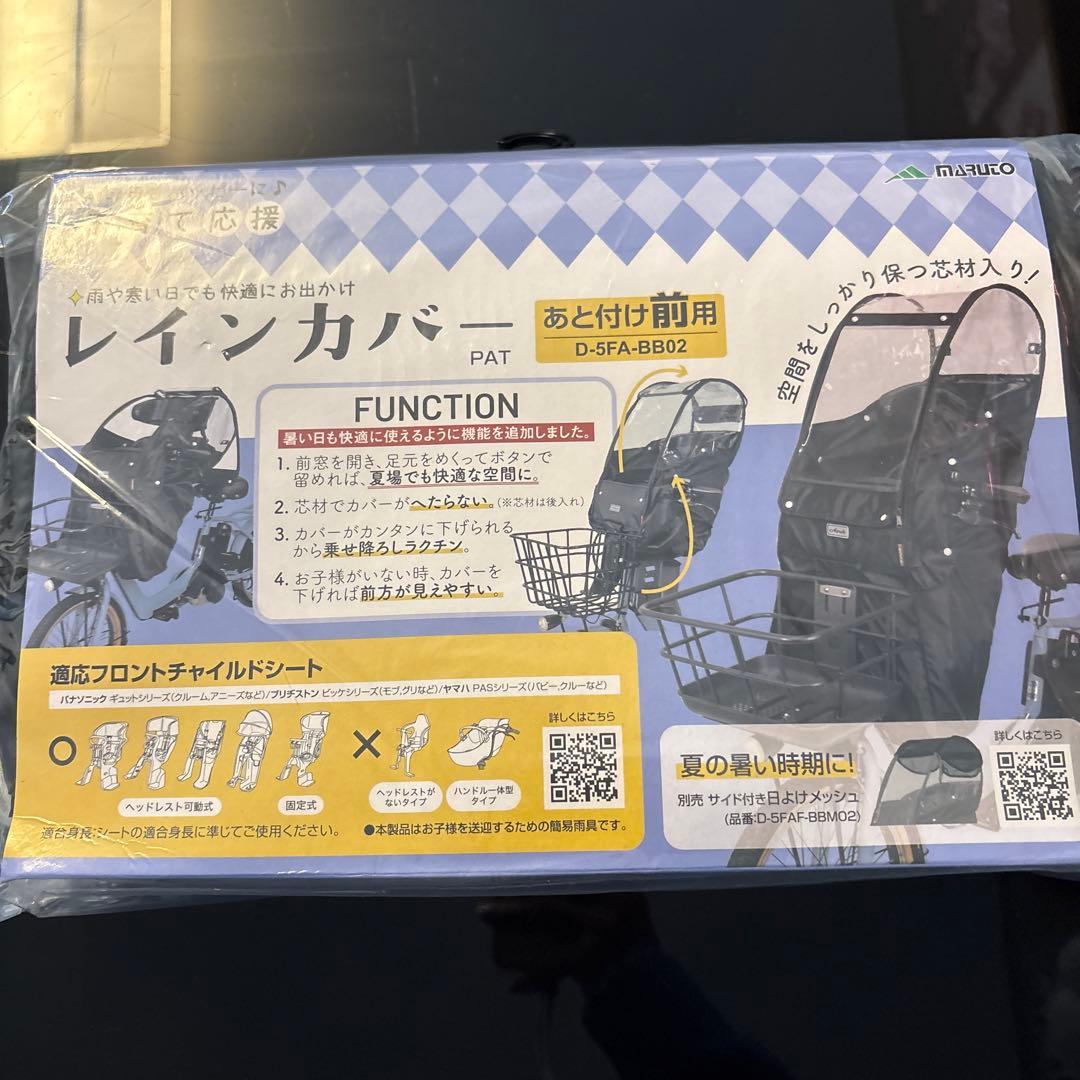 MARUTO
て応援
雨や寒い日でも快適にお出かけ
レインカバー
PAT
あと付け前用
D-5FA-BB02
空間をしっかり保つ芯材入り!
FUNCTION
暑い日も快適に使えるように機能を追加しました。
1. 前窓を開き、足元をめくってボタンで
留めれば、夏場でも快適な空間に。
2. 芯材でカバーがへたらない。(※芯材は後入れ)
3. カバーがカンタンに下げられる
から乗せ降ろしラクチン。
4. お子様がいない時、カバーを
下げれば前方が見えやすい。
適応フロントチャイルドシート
パナソニック ギュットシリーズ(クルーム,アニーズなど)/ブリヂストン ビッケシリーズ(モブ,グリなど)/ヤマハ PASシリーズ(バビー,クルーなど)
ヘッドレスト可動式
固定式
ヘッドレストが
ないタイプ
ハンドル一体型
タイプ
詳しくはこちら
適合身長:シートの適合身長に準じてご使用ください。
●本製品はお子様を送迎するための簡易雨具です。
夏の暑い時期に!
別売 サイド付き日よけメッシュ
(品番:D-5FAF-BBM02)
詳しくはこちら